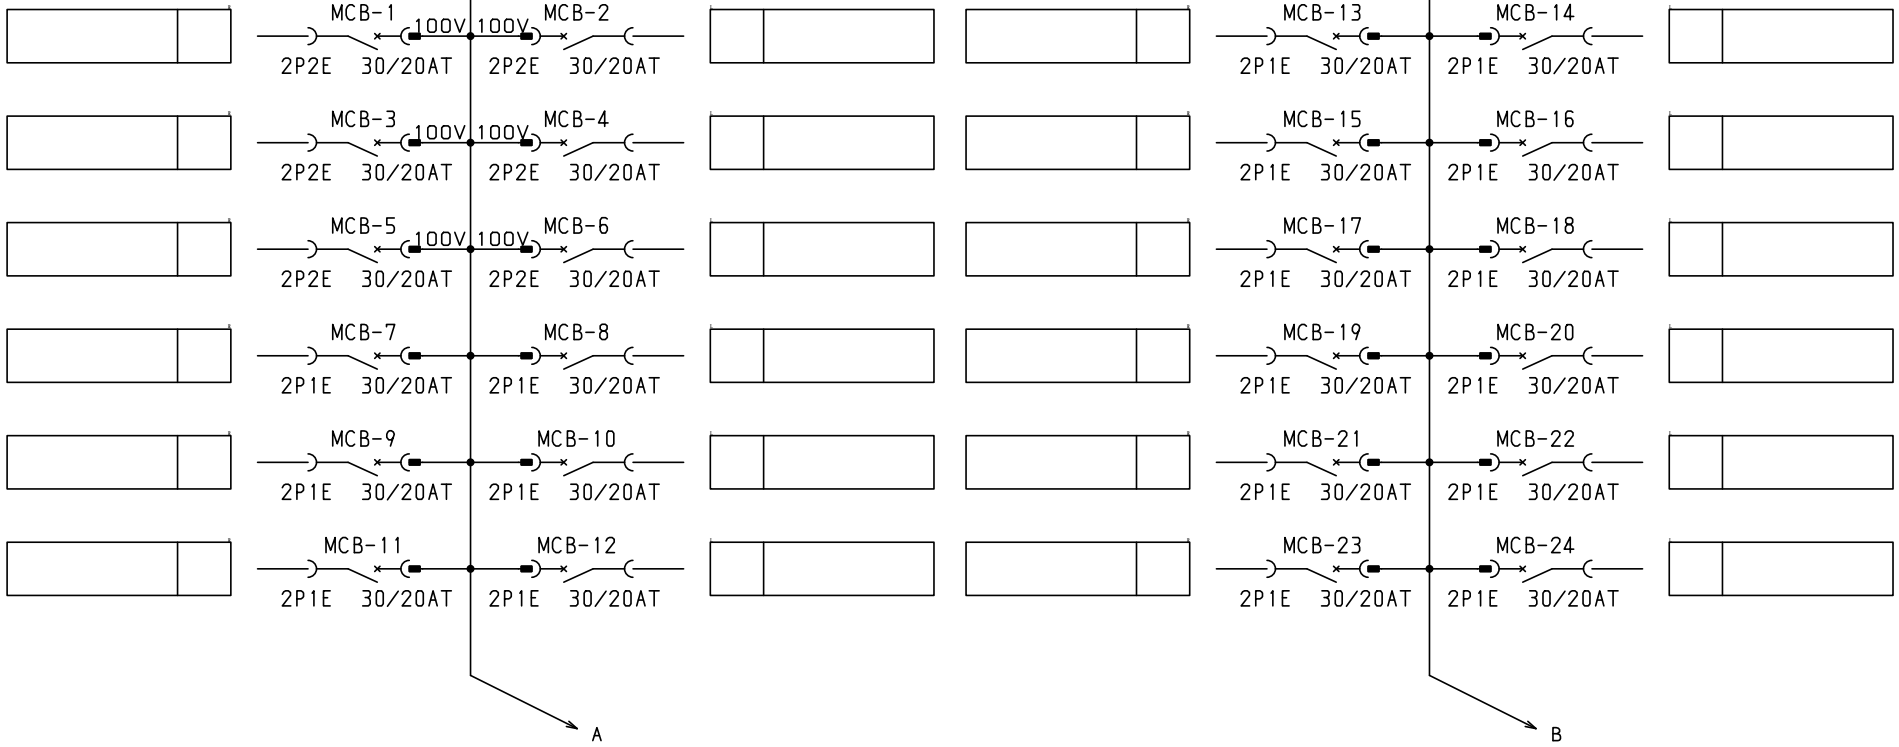 MCB-1 100V 100V MCB-2 MCB-13 MCB-14
2P2E 30/20AT 2P2E 30/20AT 2P1E 30/20AT 2P1E 30/20AT
MCB-3 100V 100V MCB-4 MCB-15 MCB-16
2P2E 30/20AT 2P2E 30/20AT 2P1E 30/20AT 2P1E 30/20AT
MCB-5 100V 100V MCB-6 MCB-17 MCB-18
2P2E 30/20AT 2P2E 30/20AT 2P1E 30/20AT 2P1E 30/20AT
MCB-7 MCB-8 MCB-19 MCB-20
2P1E 30/20AT 2P1E 30/20AT 2P1E 30/20AT 2P1E 30/20AT
MCB-9 MCB-10 MCB-21 MCB-22
2P1E 30/20AT 2P1E 30/20AT 2P1E 30/20AT 2P1E 30/20AT
MCB-11 MCB-12 MCB-23 MCB-24
2P1E 30/20AT 2P1E 30/20AT 2P1E 30/20AT 2P1E 30/20AT
A B